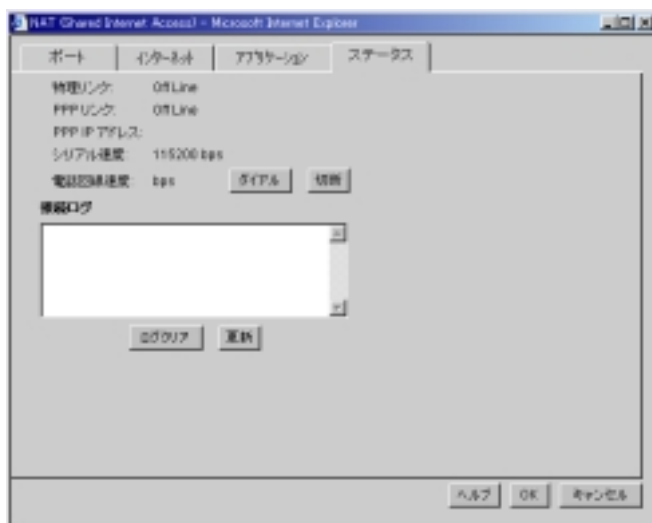 NAT (Shared Internet Access) - Microsoft Internet Explorer
ポート インターネット アプリケーション ステータス
物理リンク: OffLine
PPPリンク: OffLine
PPP IP アドレス:
シリアル速度: 115200 bps
電話回線速度: bps ダイアル 切断
接続ログ
ログクリア 更新
ヘルプ OK キャンセル